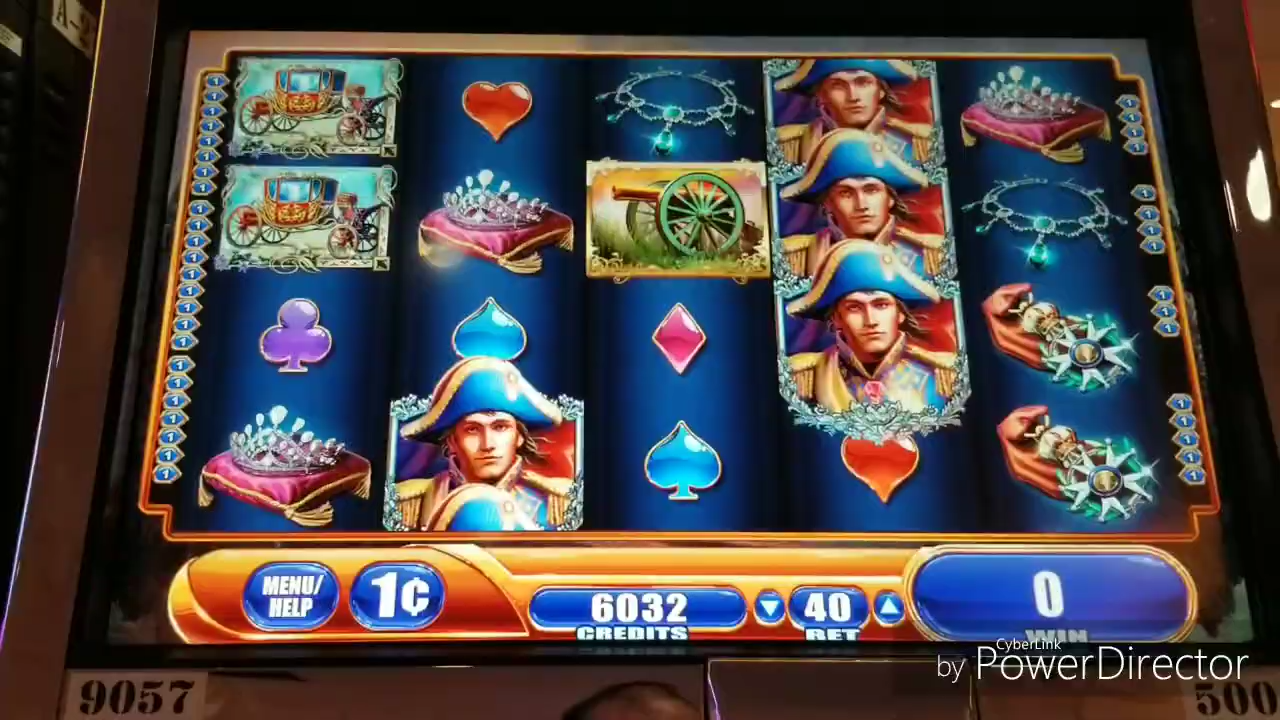 MENU/
HELP
1¢
6032
CREDITS
40
BET
0
WIN
CyberLink
by PowerDirector
9057
500